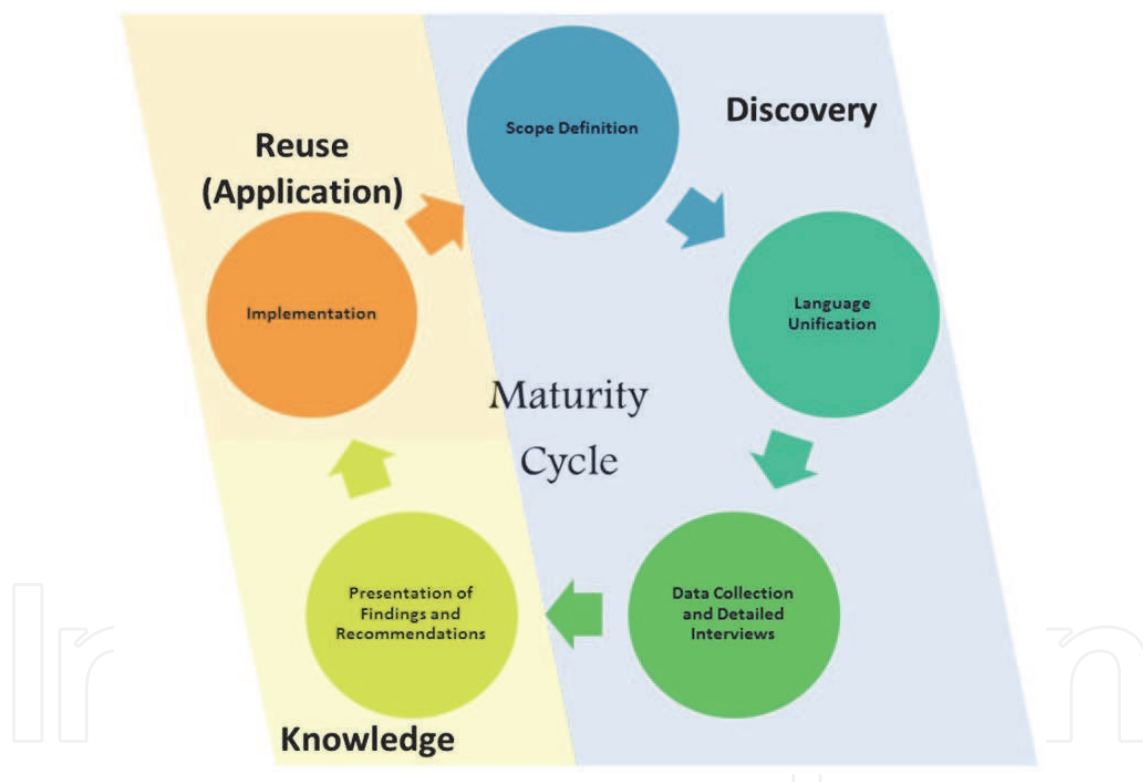 Scope Definition
Discovery
Reuse
(Application)
Implementation
Language
Unification
Maturity
Cycle
Presentation of
Findings and
Recommendations
Data Collection
and Detailed
Interviews
Knowledge